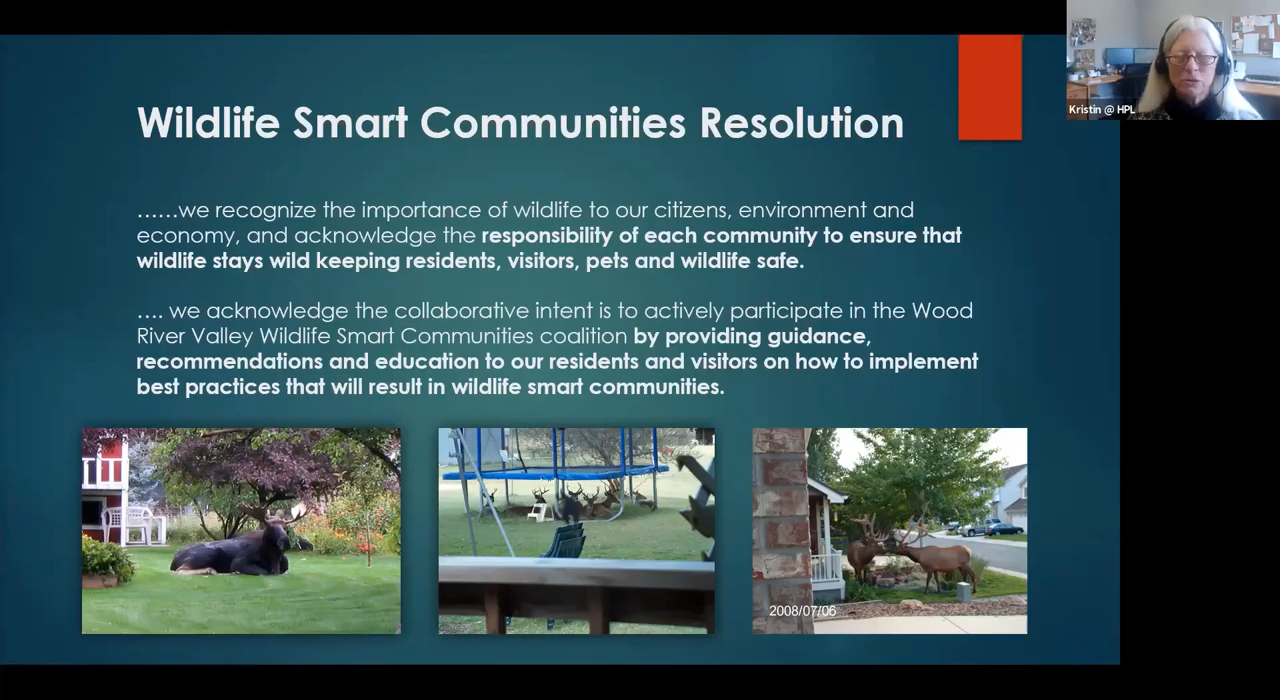 Kristin @ HPL
Wildlife Smart Communities Resolution
……we recognize the importance of wildlife to our citizens, environment and
economy, and acknowledge the responsibility of each community to ensure that
wildlife stays wild keeping residents, visitors, pets and wildlife safe.
…. we acknowledge the collaborative intent is to actively participate in the Wood
River Valley Wildlife Smart Communities coalition by providing guidance,
recommendations and education to our residents and visitors on how to implement
best practices that will result in wildlife smart communities.
2008/07/06